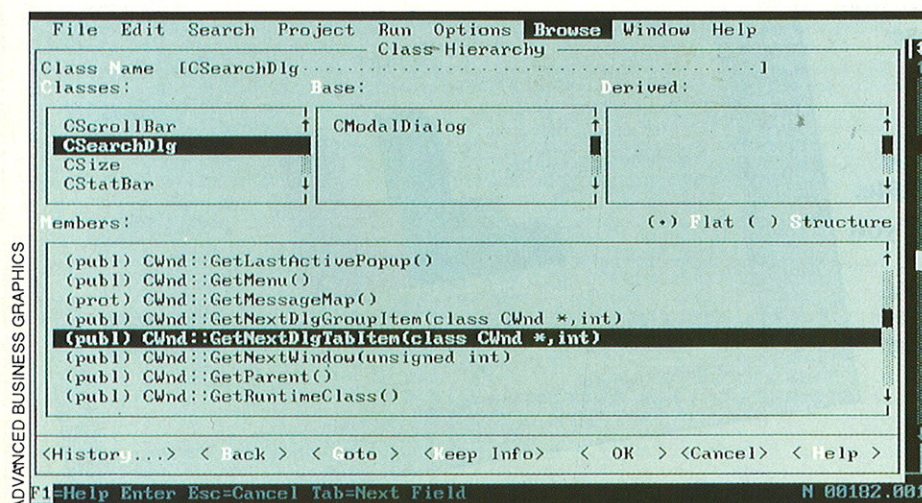 File Edit Search Project Run Options Browse Window Help
Class Hierarchy
Class Name [CSearchDlg]
Classes: Base: Derived:
CScrollBar CModalDialog
CSearchDlg
CSize
CStatBar
Members: (•) Flat ( ) Structure
(publ) CWnd::GetLastActivePopup()
(publ) CWnd::GetMenu()
(prot) CWnd::GetMessageMap()
(publ) CWnd::GetNextDlgGroupItem(class CWnd *,int)
(publ) CWnd::GetNextDlgTabItem(class CWnd *,int)
(publ) CWnd::GetNextWindow(unsigned int)
(publ) CWnd::GetParent()
(publ) CWnd::GetRuntimeClass()
<History...> < Back > < Goto > <Keep Info> < OK > <Cancel> < Help >
F1=Help Enter Esc=Cancel Tab=Next Field N 00182.00
ADVANCED BUSINESS GRAPHICS